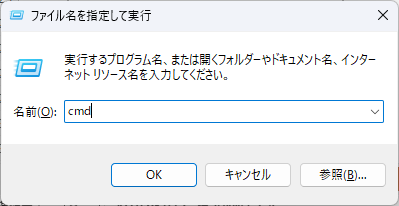 ファイル名を指定して実行
実行するプログラム名、または開くフォルダーやドキュメント名、インター
ネット リソース名を入力してください。
名前(O): cmd
OK キャンセル 参照(B)...